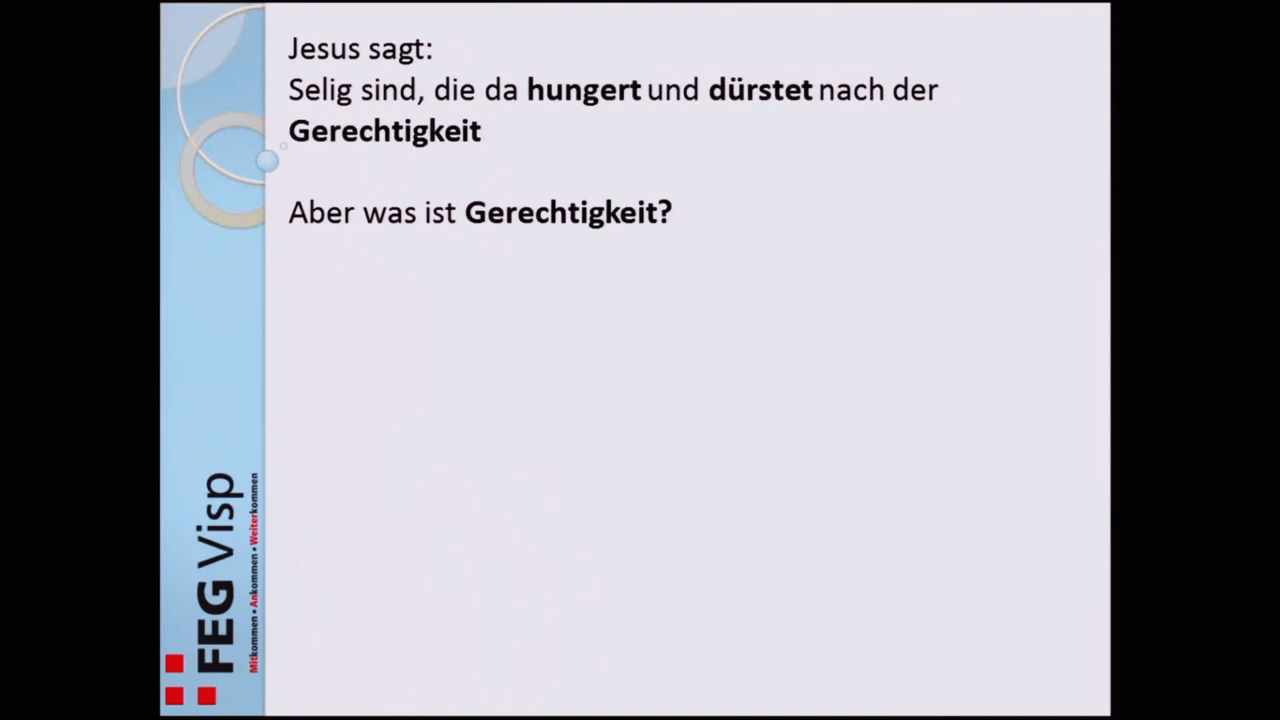 Jesus sagt:
Selig sind, die da hungert und dürstet nach der
Gerechtigkeit
Aber was ist Gerechtigkeit?
FEG Visp
Mitkommen • Ankommen • Weiterkommen